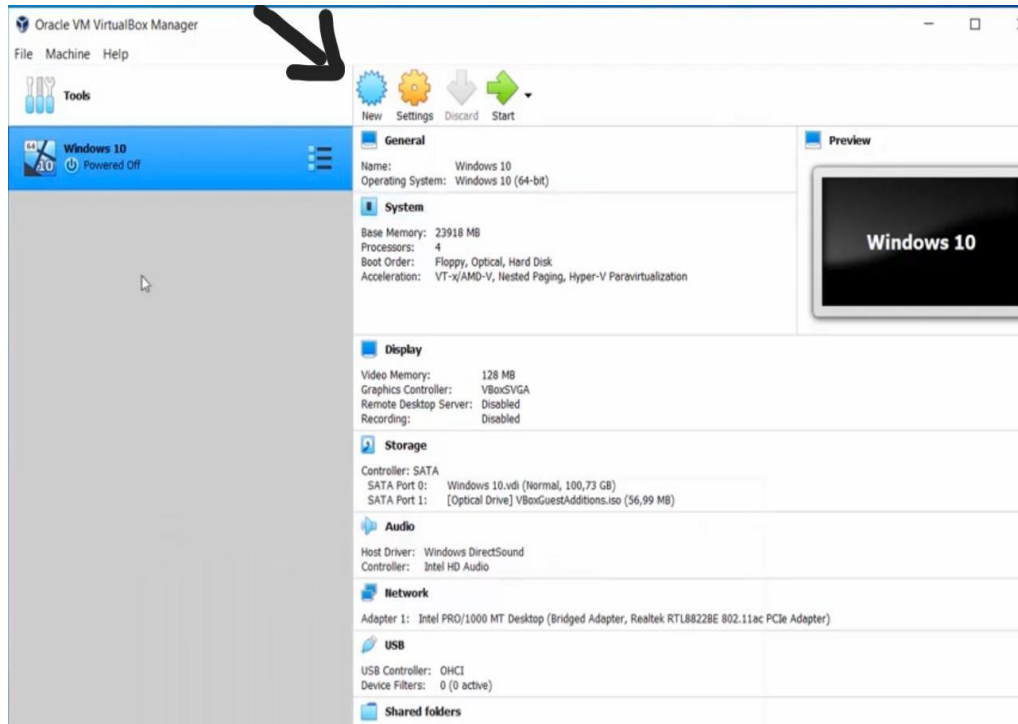 Oracle VM VirtualBox Manager
File Machine Help
Tools
New Settings Discard Start
64
10
Windows 10
Powered Off
General
Name: Windows 10
Operating System: Windows 10 (64-bit)
Preview
Windows 10
System
Base Memory: 23918 MB
Processors: 4
Boot Order: Floppy, Optical, Hard Disk
Acceleration: VT-x/AMD-V, Nested Paging, Hyper-V Paravirtualization
Display
Video Memory: 128 MB
Graphics Controller: VBoxSVGA
Remote Desktop Server: Disabled
Recording: Disabled
Storage
Controller: SATA
SATA Port 0: Windows 10.vdi (Normal, 100,73 GB)
SATA Port 1: [Optical Drive] VBoxGuestAdditions.iso (56,99 MB)
Audio
Host Driver: Windows DirectSound
Controller: Intel HD Audio
Network
Adapter 1: Intel PRO/1000 MT Desktop (Bridged Adapter, Realtek RTL8822BE 802.11ac PCIe Adapter)
USB
USB Controller: OHCI
Device Filters: 0 (0 active)
Shared folders